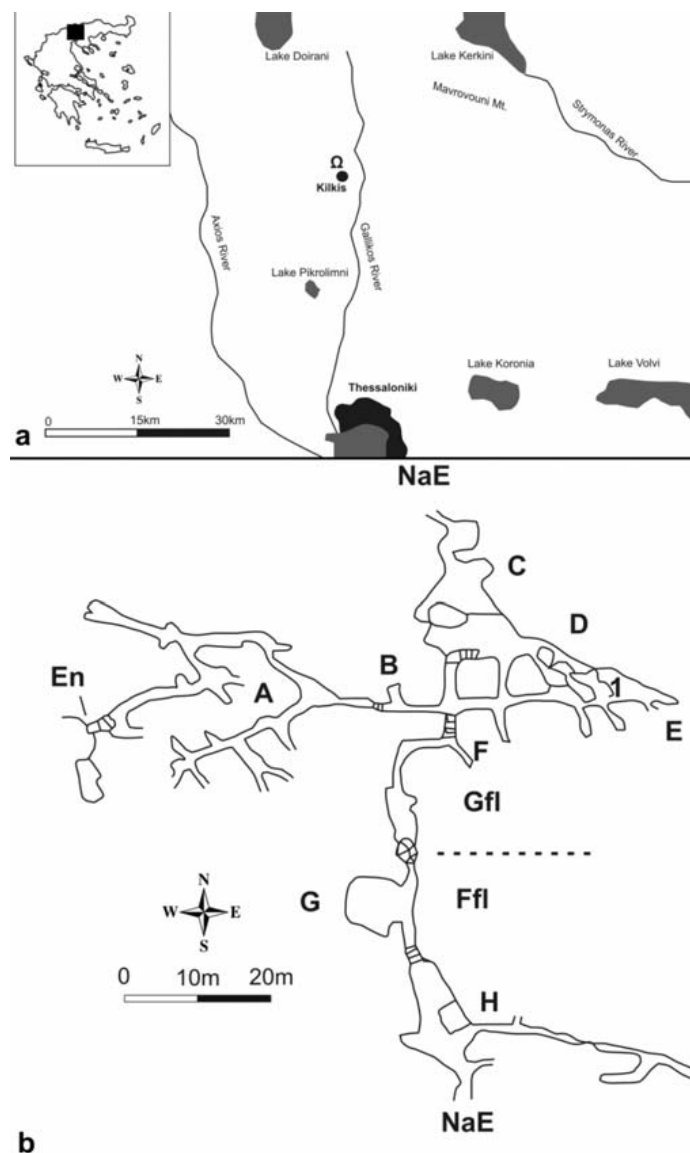 Lake Doirani
Lake Kerkini
Mavrovouni Mt.
Strymonas River
Ω
Kilkis
Axios River
Gallikos River
Lake Pikrolimni
N
W E
S
Lake Koronia
Lake Volvi
Thessaloniki
0 15km 30km
a
NaE
C
D
En
A
B
1
E
F
Gfl
Ffl
G
N
W E
S
0 10m 20m
H
NaE
b